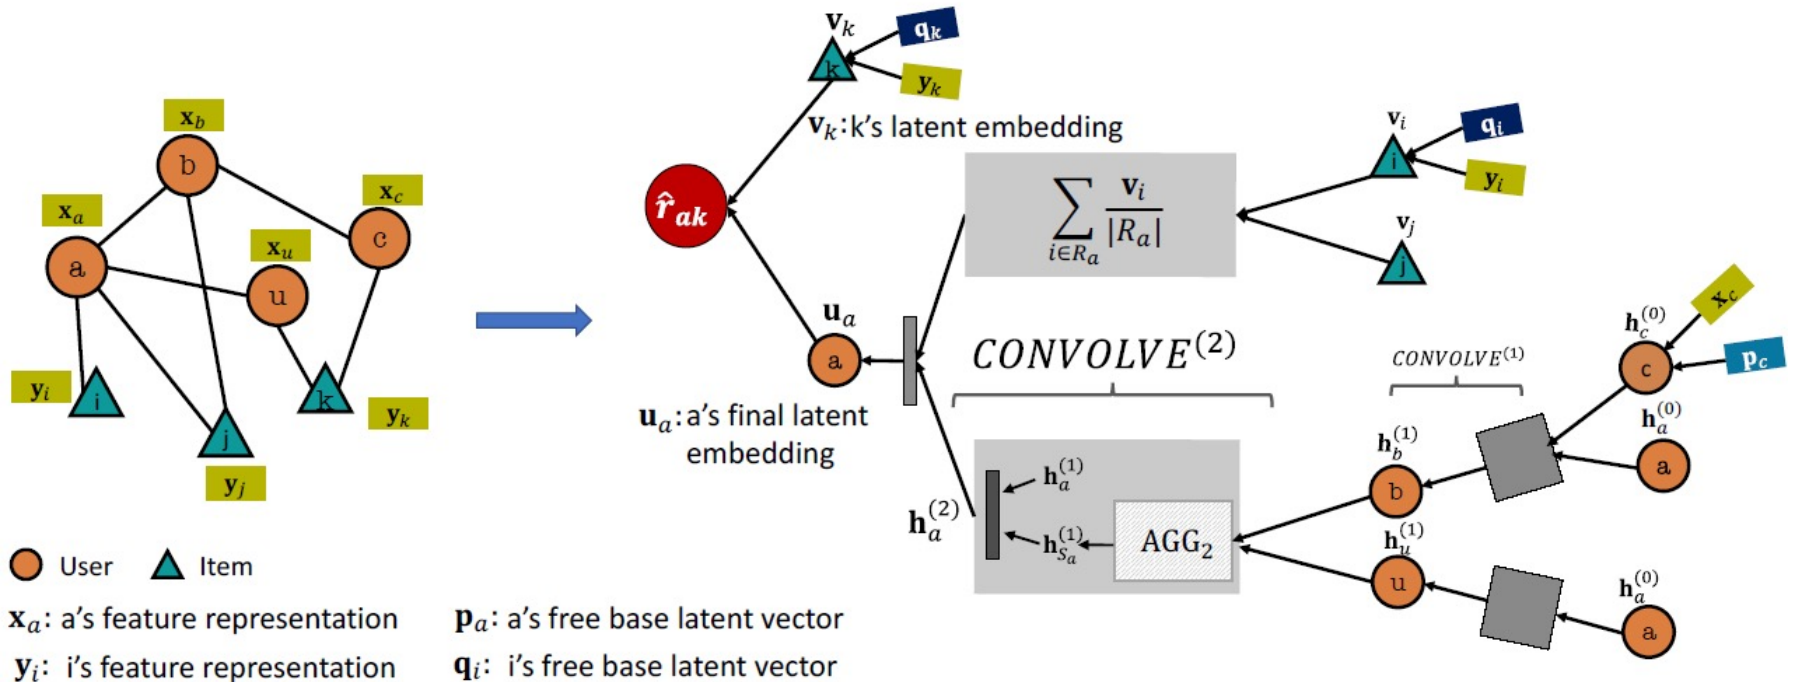 x_b
b
x_a
a
x_c
c
x_u
u
y_i
i
j
k
y_k
y_j
User
Item
x_a: a's feature representation
p_a: a's free base latent vector
y_i: i's feature representation
q_i: i's free base latent vector
v_k
k
q_k
y_k
v_k:k's latent embedding
r̂_ak
∑_{i∈R_a} v_i / |R_a|
v_i
i
q_i
y_i
v_j
j
u_a
a
u_a:a's final latent
embedding
CONVOLVE^(2)
CONVOLVE^(1)
h_a^(2)
h_a^(1)
h_{S_a}^(1)
AGG_2
h_b^(1)
b
h_u^(1)
u
h_c^(0)
c
x_c
p_c
h_a^(0)
a
h_a^(0)
a